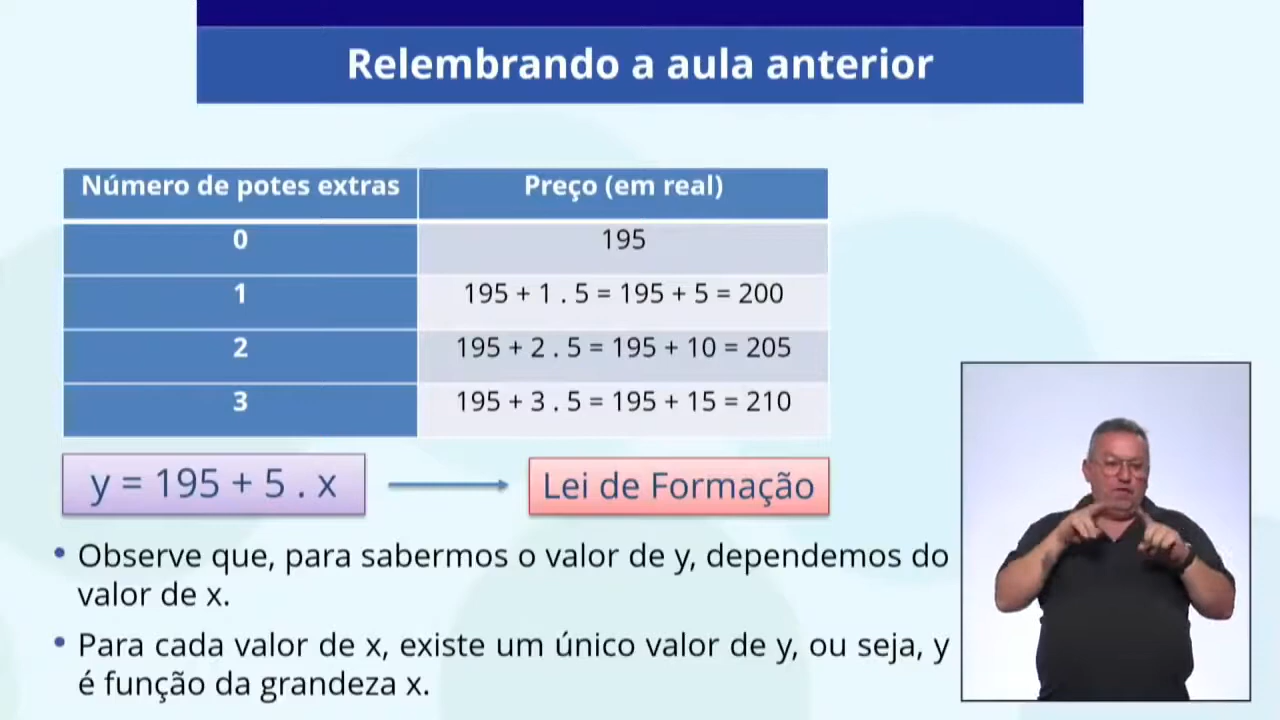 Relembrando a aula anterior
Número de potes extras Preço (em real)
0 195
1 195 + 1 . 5 = 195 + 5 = 200
2 195 + 2 . 5 = 195 + 10 = 205
3 195 + 3 . 5 = 195 + 15 = 210
y = 195 + 5 . x Lei de Formação
• Observe que, para sabermos o valor de y, dependemos do
valor de x.
• Para cada valor de x, existe um único valor de y, ou seja, y
é função da grandeza x.